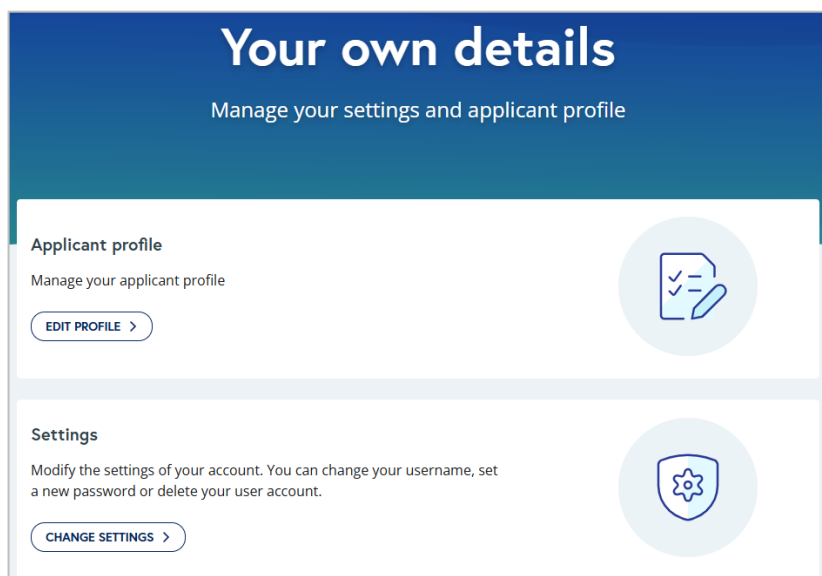 Your own details
Manage your settings and applicant profile
Applicant profile
Manage your applicant profile
EDIT PROFILE
Settings
Modify the settings of your account. You can change your username, set
a new password or delete your user account.
CHANGE SETTINGS